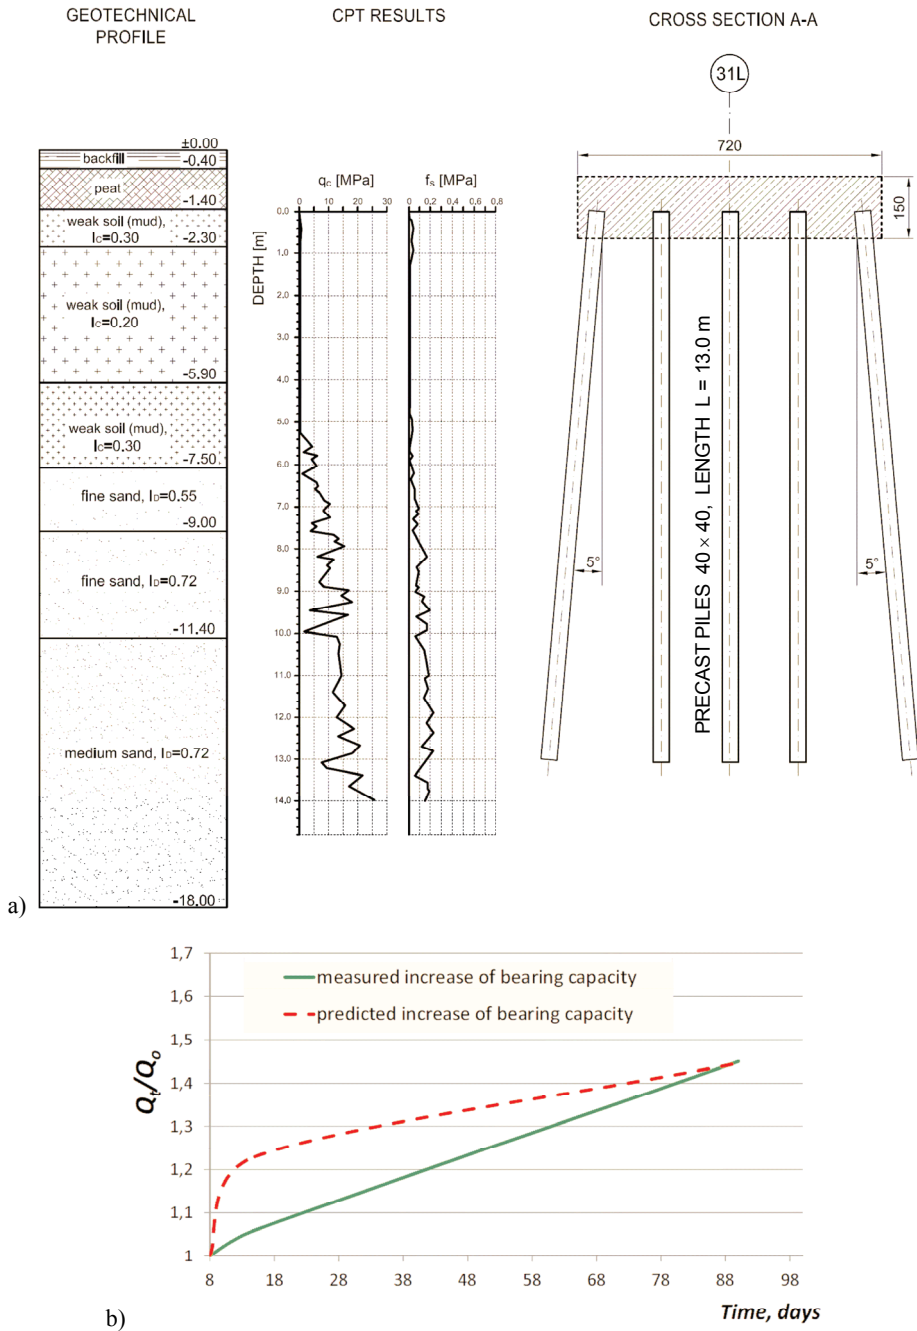 GEOTECHNICAL
PROFILE
CPT RESULTS
CROSS SECTION A-A
31L
±0.00
backfill
-0.40
peat
-1.40
weak soil (mud),
Ic=0.30
-2.30
weak soil (mud),
Ic=0.20
-5.90
weak soil (mud),
Ic=0.30
-7.50
fine sand, ID=0.55
-9.00
fine sand, ID=0.72
-11.40
medium sand, ID=0.72
-18.00
a)
qc [MPa]
0 10 20 30
fs [MPa]
0 0.2 0.4 0.6 0.8
DEPTH [m]
0.0
1.0
2.0
3.0
4.0
5.0
6.0
7.0
8.0
9.0
10.0
11.0
12.0
13.0
14.0
720
150
PRECAST PILES 40 × 40, LENGTH L = 13.0 m
5°
5°
1,7
1,6
1,5
1,4
1,3
1,2
1,1
1
measured increase of bearing capacity
predicted increase of bearing capacity
Qt/Qo
8 18 28 38 48 58 68 78 88 98
Time, days
b)